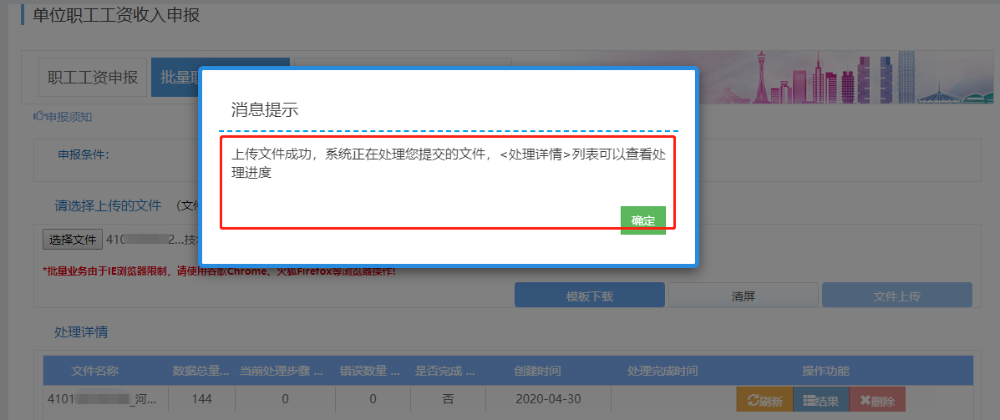 单位职工工资收入申报
职工工资申报
批量
申报须知
消息提示
上传文件成功，系统正在处理您提交的文件，<处理详情>列表可以查看处
理进度
确定
申报条件：
请选择上传的文件 （文件
选择文件 410 2...技
*批量业务由于IE浏览器限制，请使用谷歌Chrome、火狐Firefox等浏览器操作!
模板下载 清屏 文件上传
处理详情
文件名称 数据总量... 当前处理步骤 ... 错误数量 ... 是否完成 ... 创建时间 处理完成时间 操作功能
4101 _河... 144 0 0 否 2020-04-30 刷新 结果 删除